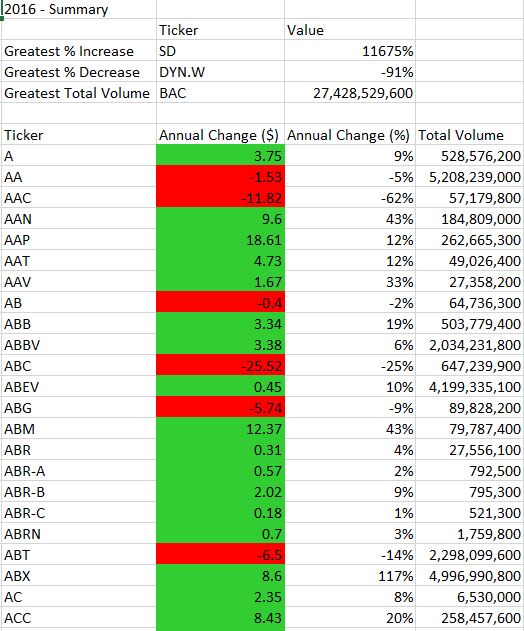 2016 - Summary
Ticker Value
Greatest % Increase SD 11675%
Greatest % Decrease DYN.W -91%
Greatest Total Volume BAC 27,428,529,600
Ticker Annual Change ($) Annual Change (%) Total Volume
A 3.75 9% 528,576,200
AA -1.53 -5% 5,208,239,000
AAC -11.82 -62% 57,179,800
AAN 9.6 43% 184,809,000
AAP 18.61 12% 262,665,300
AAT 4.73 12% 49,026,400
AAV 1.67 33% 27,358,200
AB -0.4 -2% 64,736,300
ABB 3.34 19% 503,779,400
ABBV 3.38 6% 2,034,231,800
ABC -25.52 -25% 647,239,900
ABEV 0.45 10% 4,199,335,100
ABG -5.74 -9% 89,828,200
ABM 12.37 43% 79,787,400
ABR 0.31 4% 27,556,100
ABR-A 0.57 2% 792,500
ABR-B 2.02 9% 795,300
ABR-C 0.18 1% 521,300
ABRN 0.7 3% 1,759,800
ABT -6.5 -14% 2,298,099,600
ABX 8.6 117% 4,996,990,800
AC 2.35 8% 6,530,000
ACC 8.43 20% 258,457,600